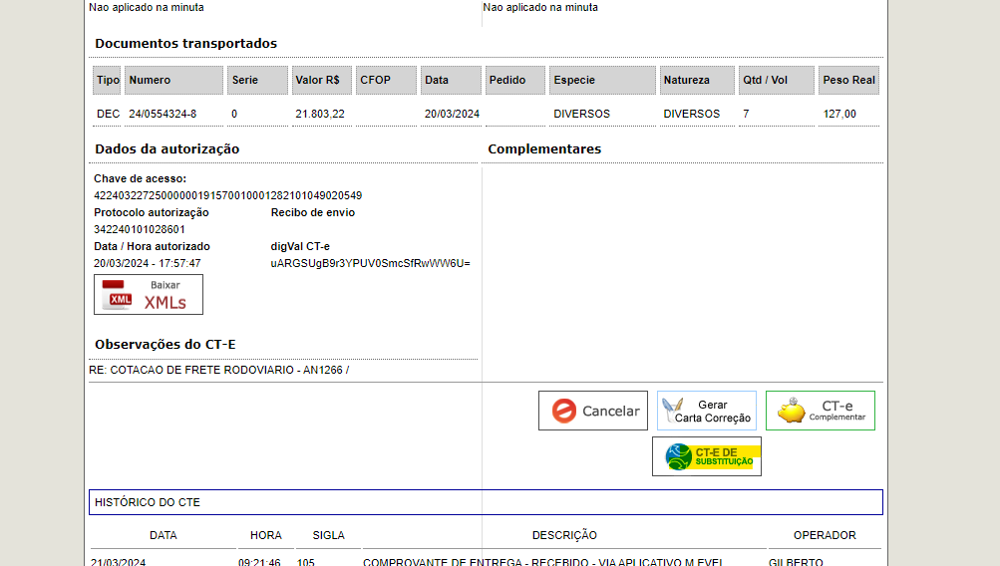 Nao aplicado na minuta Nao aplicado na minuta
Documentos transportados
Tipo Numero Serie Valor R$ CFOP Data Pedido Especie Natureza Qtd / Vol Peso Real
DEC 24/0554324-8 0 21.803,22 20/03/2024 DIVERSOS DIVERSOS 7 127,00
Dados da autorização Complementares
Chave de acesso:
42240322725000000191570010001282101049020549
Protocolo autorização Recibo de envio
342240101028601
Data / Hora autorizado digVal CT-e
20/03/2024 - 17:57:47 uARGSUgB9r3YPUV0SmcSfRwWW6U=
XML Baixar
XMLs
Observações do CT-E
RE: COTACAO DE FRETE RODOVIARIO - AN1266 /
Cancelar
Gerar
Carta Correção
CT-e
Complementar
CT-E DE
SUBSTITUIÇÃO
HISTÓRICO DO CTE
DATA HORA SIGLA DESCRIÇÃO OPERADOR
21/03/2024 09:21:46 105 COMPROVANTE DE ENTREGA - RECEBIDO - VIA APLICATIVO GILBERTO